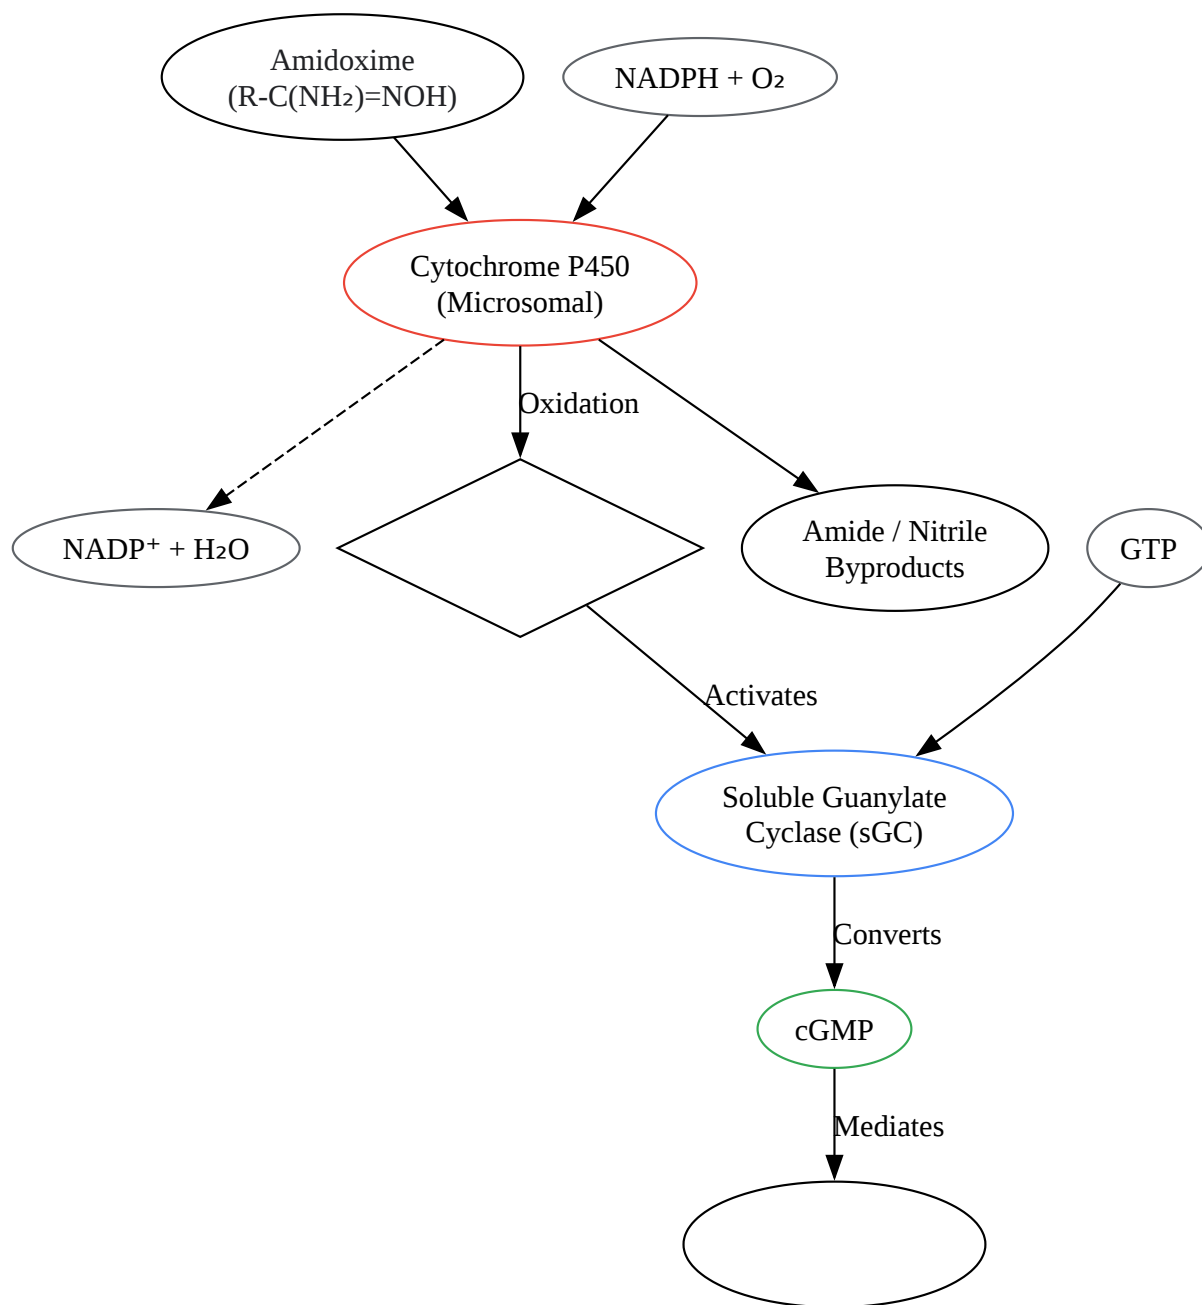 Amidoxime
(R-C(NH₂)=NOH)
NADPH + O₂
Cytochrome P450
(Microsomal)
Oxidation
NADP⁺ + H₂O
Amide / Nitrile
Byproducts
GTP
Activates
Soluble Guanylate
Cyclase (sGC)
Converts
cGMP
Mediates